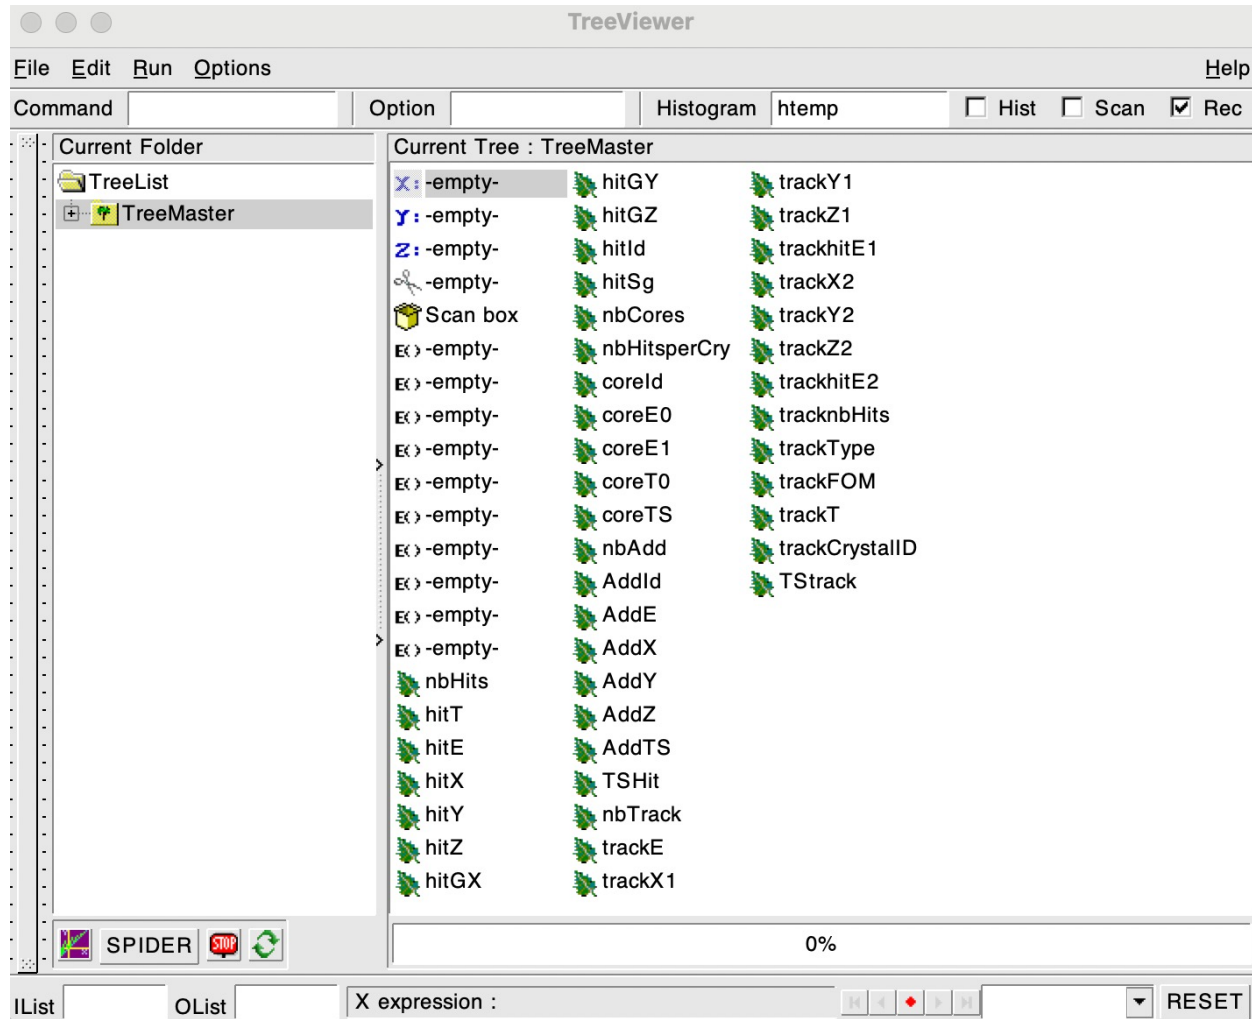 TreeViewer
File Edit Run Options Help
Command Option Histogram htemp Hist Scan Rec
Current Folder
TreeList
TreeMaster
Current Tree : TreeMaster
X: -empty-
Y: -empty-
Z: -empty-
-empty-
Scan box
E() -empty-
E() -empty-
E() -empty-
E() -empty-
E() -empty-
E() -empty-
E() -empty-
E() -empty-
E() -empty-
E() -empty-
nbHits
hitT
hitE
hitX
hitY
hitZ
hitGX
hitGY
hitGZ
hitId
hitSg
nbCores
nbHitsperCry
coreId
coreE0
coreE1
coreT0
coreTS
nbAdd
AddId
AddE
AddX
AddY
AddZ
AddTS
TSHit
nbTrack
trackE
trackX1
trackY1
trackZ1
trackhitE1
trackX2
trackY2
trackZ2
trackhitE2
tracknbHits
trackType
trackFOM
trackT
trackCrystalID
TStrack
SPIDER STOP
0%
IList OList X expression : RESET